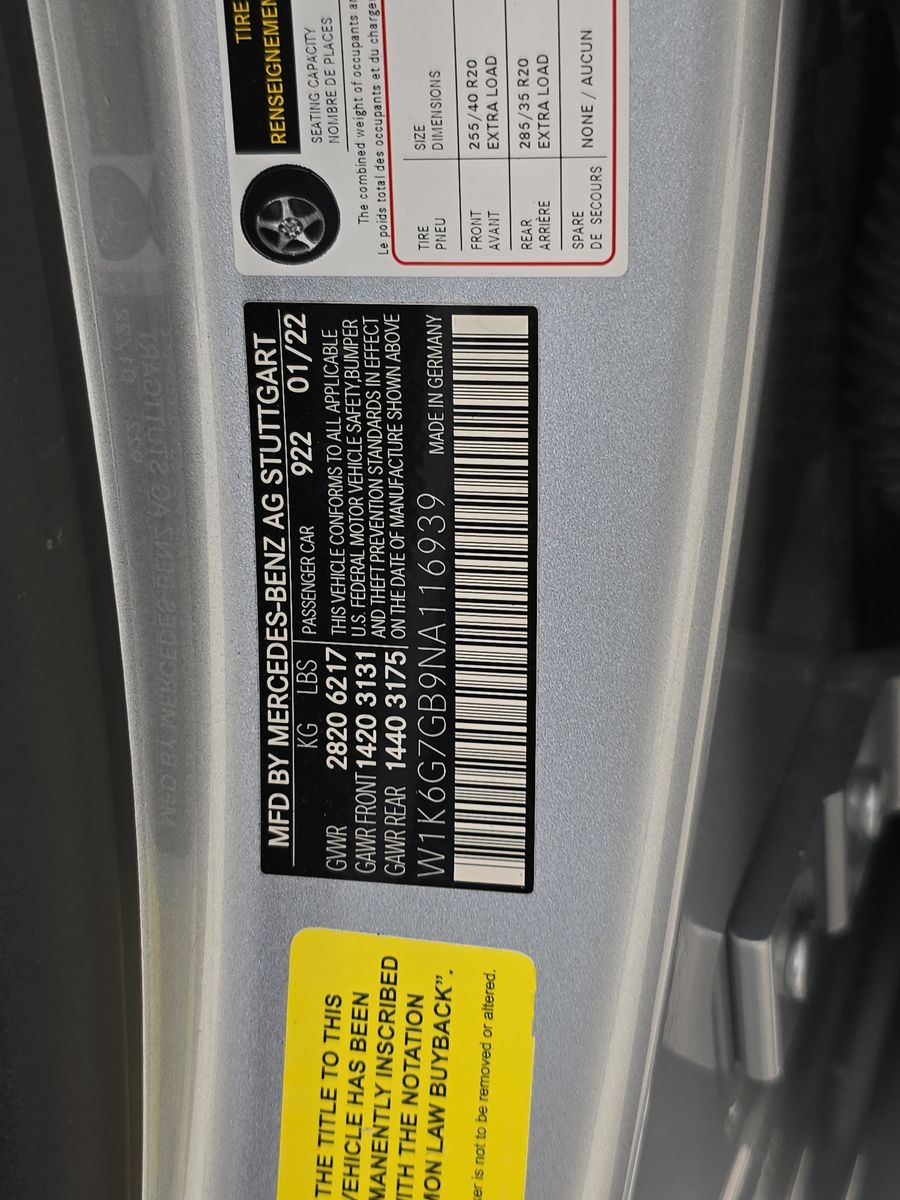 TIRE
RENSEIGNEMEN
SEATING CAPACITY
NOMBRE DE PLACES
The combined weight of occupants
Le poids total des occupants et du
TIRE
PNEU
SIZE
DIMENSIONS
FRONT
AVANT
255/40 R20
EXTRA LOAD
REAR
ARRIÈRE
285/35 R20
EXTRA LOAD
SPARE
DE SECOURS
NONE / AUCUN
MFD BY MERCEDES-BENZ AG STUTTGART
KG LBS PASSENGER CAR 922 01/22
GVWR 2820 6217 THIS VEHICLE CONFORMS TO ALL APPLICABLE
GAWR FRONT 1420 3131 U.S. FEDERAL MOTOR VEHICLE SAFETY,BUMPER
GAWR REAR 1440 3175 AND THEFT PREVENTION STANDARDS IN EFFECT
ON THE DATE OF MANUFACTURE SHOWN ABOVE
W1K6G7GB9NA116939 MADE IN GERMANY
THE TITLE TO THIS
VEHICLE HAS BEEN
MANENTLY INSCRIBED
WITH THE NOTATION
MON LAW BUYBACK".
ker is not to be removed or altered.